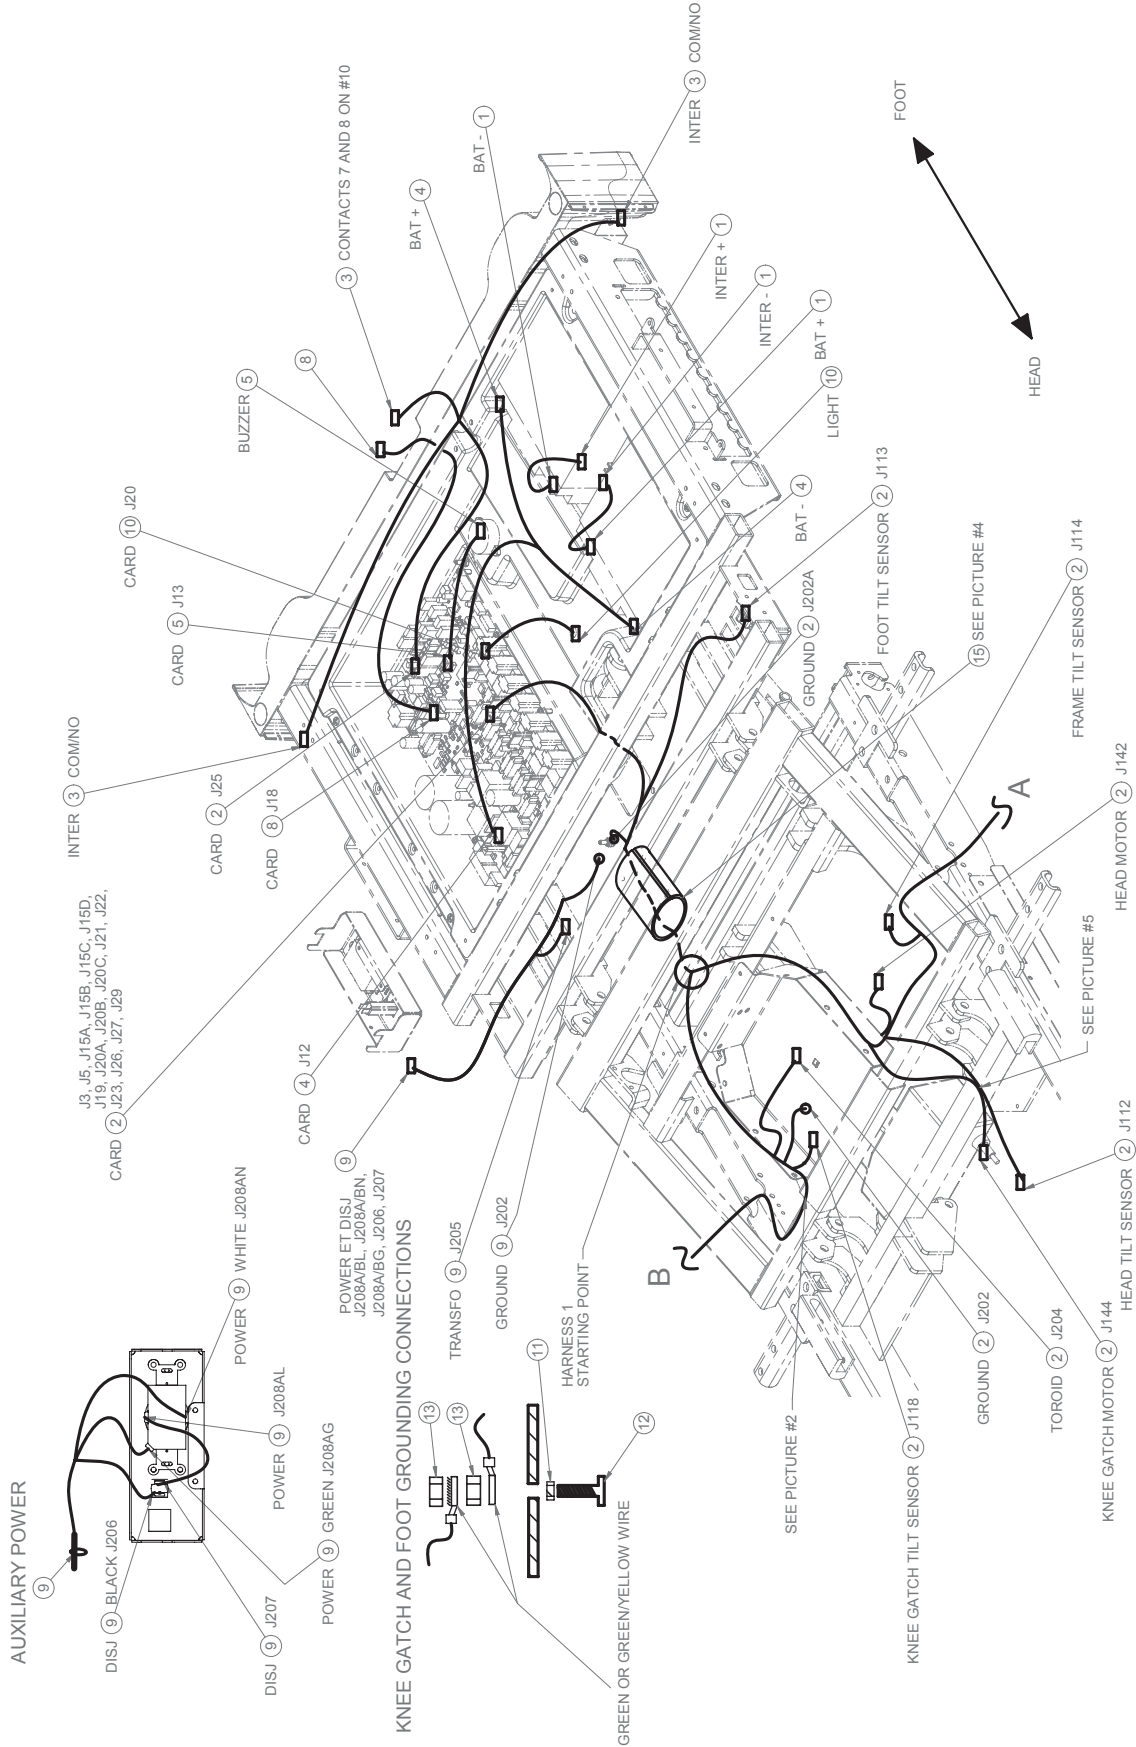 AUXILIARY POWER
9
DISJ 9 BLACK J206
DISJ 9 J207
POWER 9 GREEN J208AG
POWER 9 J208AL
POWER 9 WHITE J208AN
KNEE GATCH AND FOOT GROUNDING CONNECTIONS
13
13
11
12
GREEN OR GREEN/YELLOW WIRE
J3, J5, J15A, J15B, J15C, J15D,
J19, J20A, J20B, J20C, J21, J22,
CARD 2 J23, J26, J27, J29
INTER 3 COM/NO
CARD 2 J25
CARD 8 J18
CARD 4 J12
CARD 5 J13
CARD 10 J20
BUZZER 5
8
3 CONTACTS 7 AND 8 ON #10
BAT + 4
BAT - 1
INTER 3 COM/NO
INTER + 1
INTER - 1
BAT + 1
LIGHT 10
BAT - 4
FOOT TILT SENSOR 2 J113
GROUND 2 J202A
15 SEE PICTURE #4
FRAME TILT SENSOR 2 J114
HEAD MOTOR 2 J142
SEE PICTURE #5
HEAD TILT SENSOR 2 J112
KNEE GATCH MOTOR 2 J144
TOROID 2 J204
GROUND 2 J202
KNEE GATCH TILT SENSOR 2 J118
SEE PICTURE #2
HARNESS 1
STARTING POINT
GROUND 9 J202
TRANSFO 9 J205
POWER ET DISJ 9
J208A/BL, J208A/BN,
J208A/BG, J206, J207
A
B
FOOT
HEAD